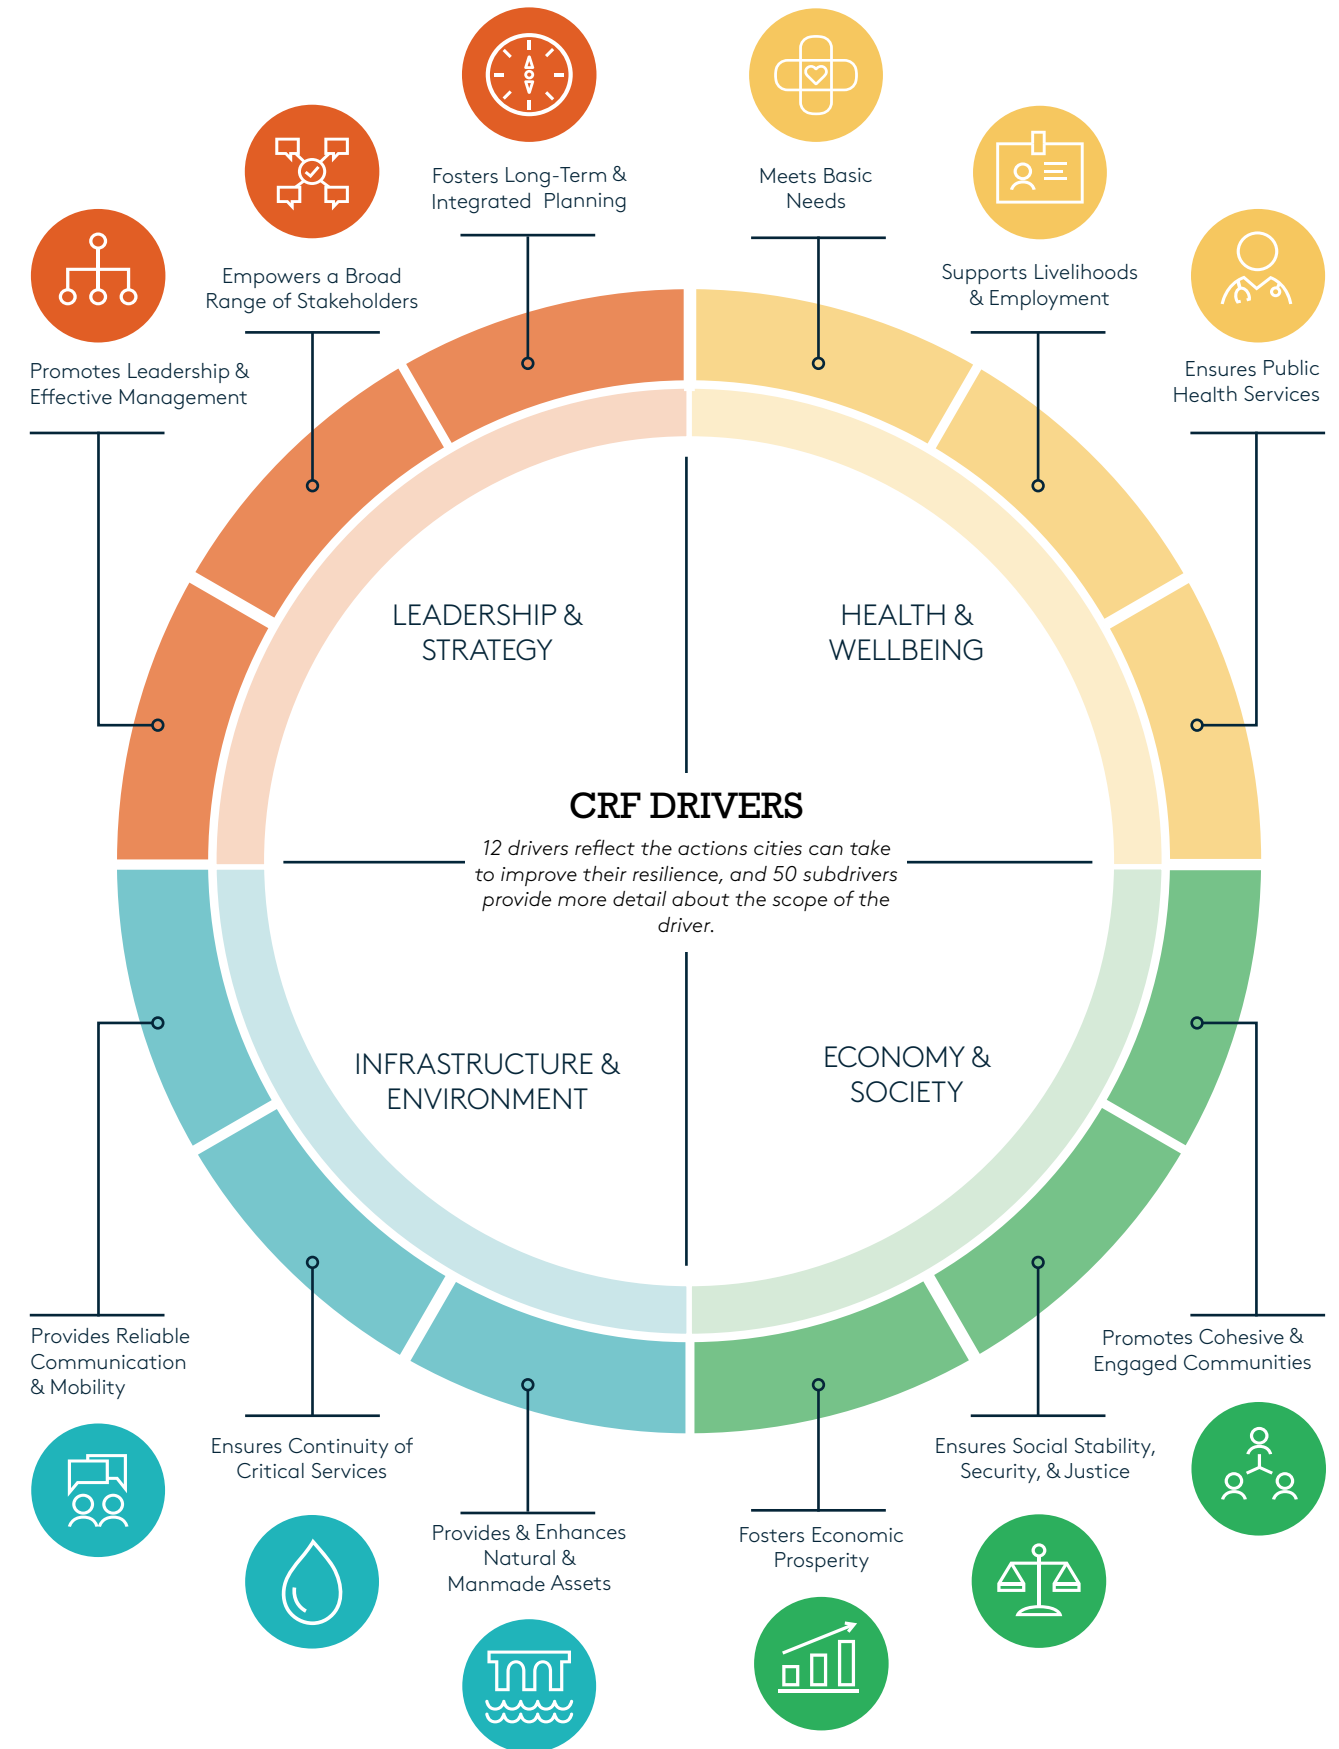 Fosters Long-Term &
Integrated Planning
Meets Basic
Needs
Empowers a Broad
Range of Stakeholders
Supports Livelihoods
& Employment
Promotes Leadership &
Effective Management
Ensures Public
Health Services
LEADERSHIP &
STRATEGY
HEALTH &
WELLBEING
CRF DRIVERS
12 drivers reflect the actions cities can take
to improve their resilience, and 50 subdrivers
provide more detail about the scope of the
driver.
INFRASTRUCTURE &
ENVIRONMENT
ECONOMY &
SOCIETY
Provides Reliable
Communication
& Mobility
Promotes Cohesive &
Engaged Communities
Ensures Continuity of
Critical Services
Ensures Social Stability,
Security, & Justice
Provides & Enhances
Natural &
Manmade Assets
Fosters Economic
Prosperity